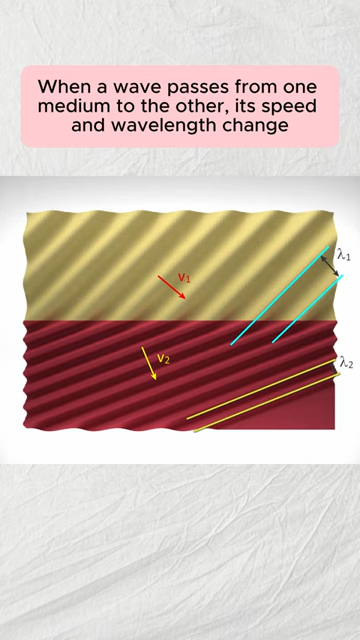 When a wave passes from one
medium to the other, its speed
and wavelength change
λ₁
v₁
v₂
λ₂